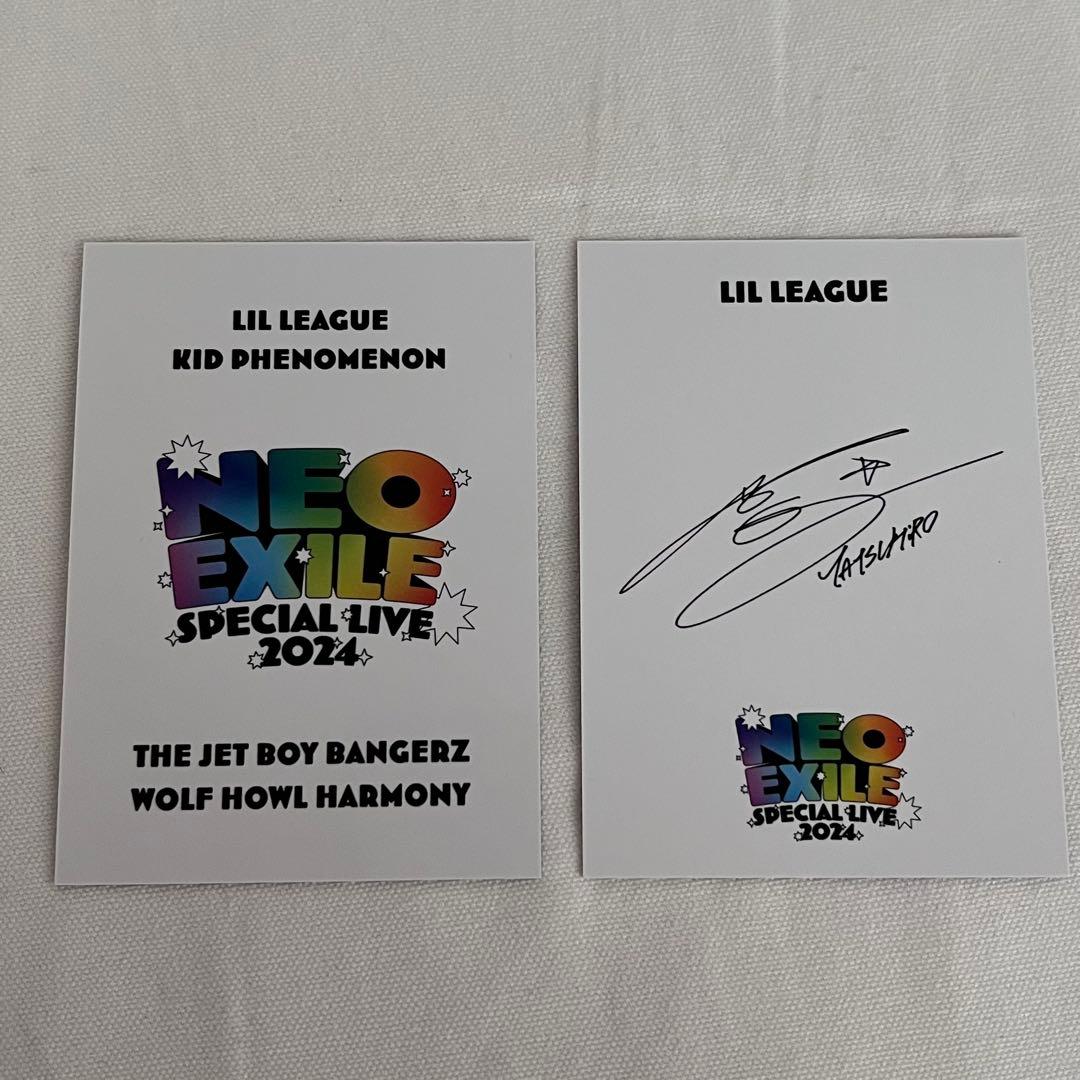 LIL LEAGUE
KID PHENOMENON
NEO
EXILE
SPECIAL LIVE
2024
THE JET BOY BANGERZ
WOLF HOWL HARMONY
LIL LEAGUE
TATSUHIRO
NEO
EXILE
SPECIAL LIVE
2024